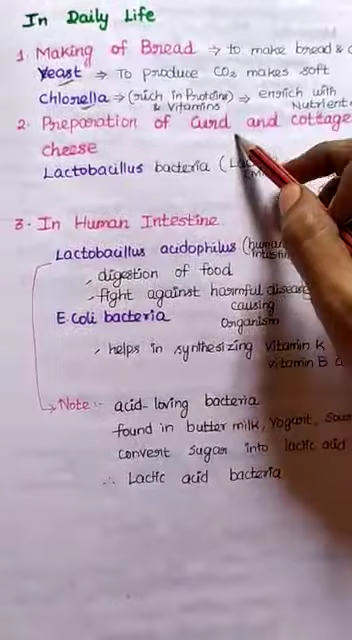 In Daily Life
1. Making of Bread → to make bread &
Yeast → To produce CO₂ makes soft
Chlorella → (rich in Proteins & Vitamins) → enrich with Nutrient
2. Preparation of Curd and cottage
cheese
Lactobacillus bacteria
3. In Human Intestine
Lactobacillus acidophilus (human intestin
digestion of food
fight against harmful disease causing organism
E.Coli bacteria
helps in synthesizing Vitamin K
vitamin B
Note :- acid-loving bacteria
found in butter milk, Yogurt,
convert sugar into lactic acid
∴ Lactic acid bacteria